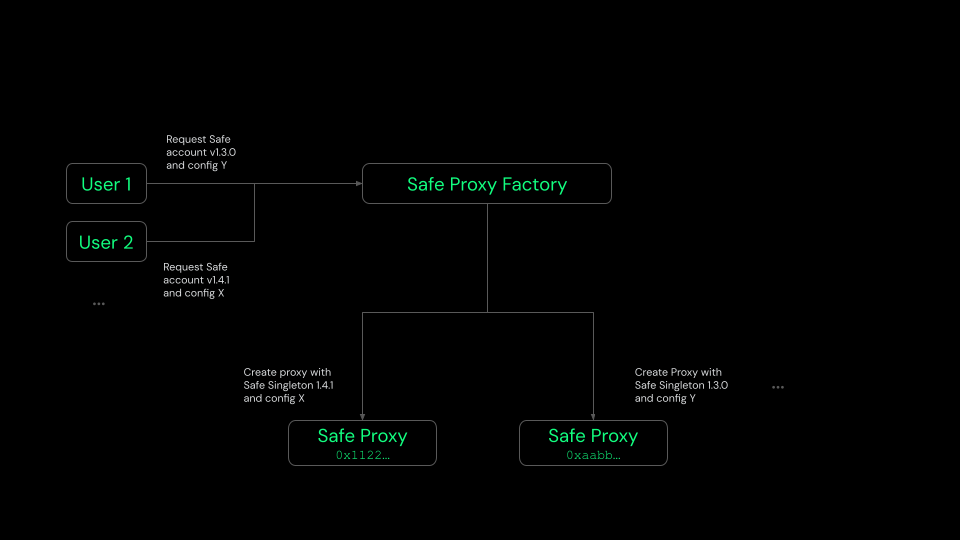 Request Safe
account v1.3.0
and config Y
User 1
Safe Proxy Factory
User 2
Request Safe
account v1.4.1
and config X
...
Create proxy with
Safe Singleton 1.4.1
and config X
Create Proxy with
Safe Singleton 1.3.0
and config Y
...
Safe Proxy
0x1122…
Safe Proxy
0xaabb…